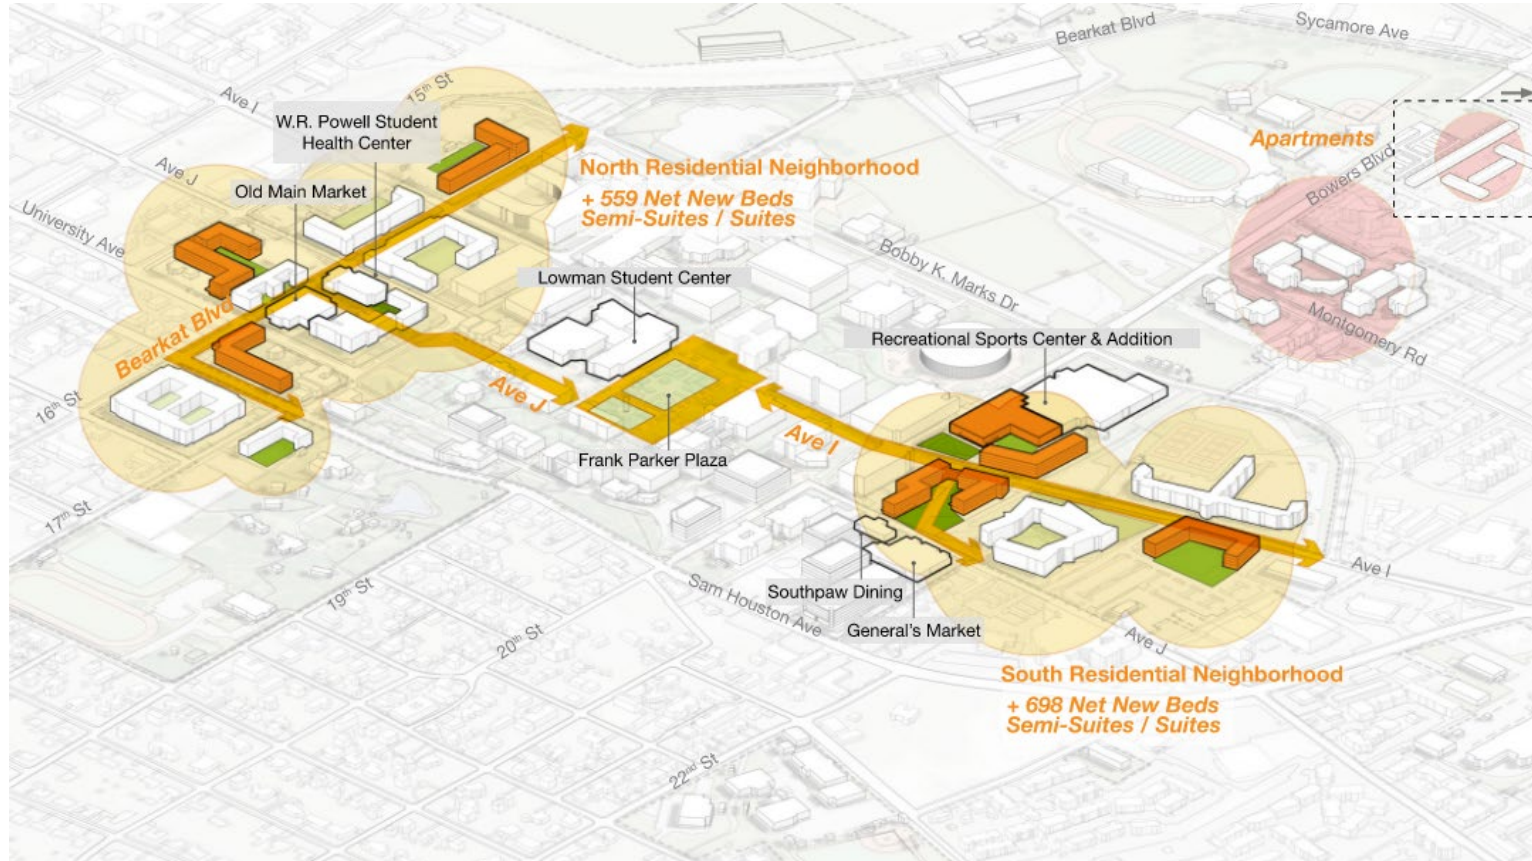 Bearkat Blvd
Sycamore Ave
15th St
Ave I
W.R. Powell Student
Health Center
Apartments
Bowers Blvd
North Residential Neighborhood
+ 559 Net New Beds
Semi-Suites / Suites
Ave J
Old Main Market
University Ave
Bobby K. Marks Dr
Lowman Student Center
Montgomery Rd
Bearkat Blvd
Recreational Sports Center & Addition
Ave J
16th St
Ave I
Frank Parker Plaza
17th St
Ave I
19th St
Southpaw Dining
Sam Houston Ave
General's Market
20th St
Ave J
South Residential Neighborhood
+ 698 Net New Beds
Semi-Suites / Suites
22nd St